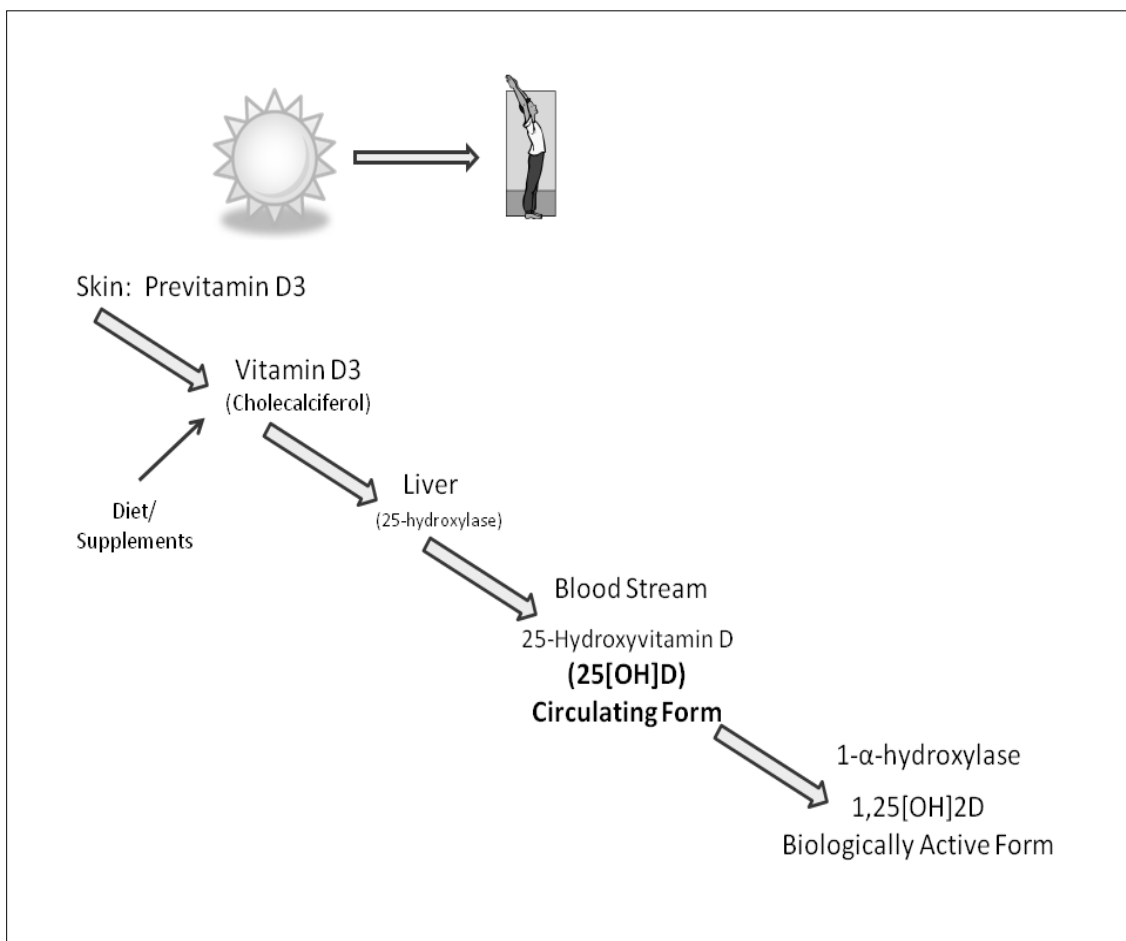 Skin: Previtamin D3
Vitamin D3
(Cholecalciferol)
Diet/
Supplements
Liver
(25-hydroxylase)
Blood Stream
25-Hydroxyvitamin D
(25[OH]D)
Circulating Form
1-α-hydroxylase
1,25[OH]2D
Biologically Active Form